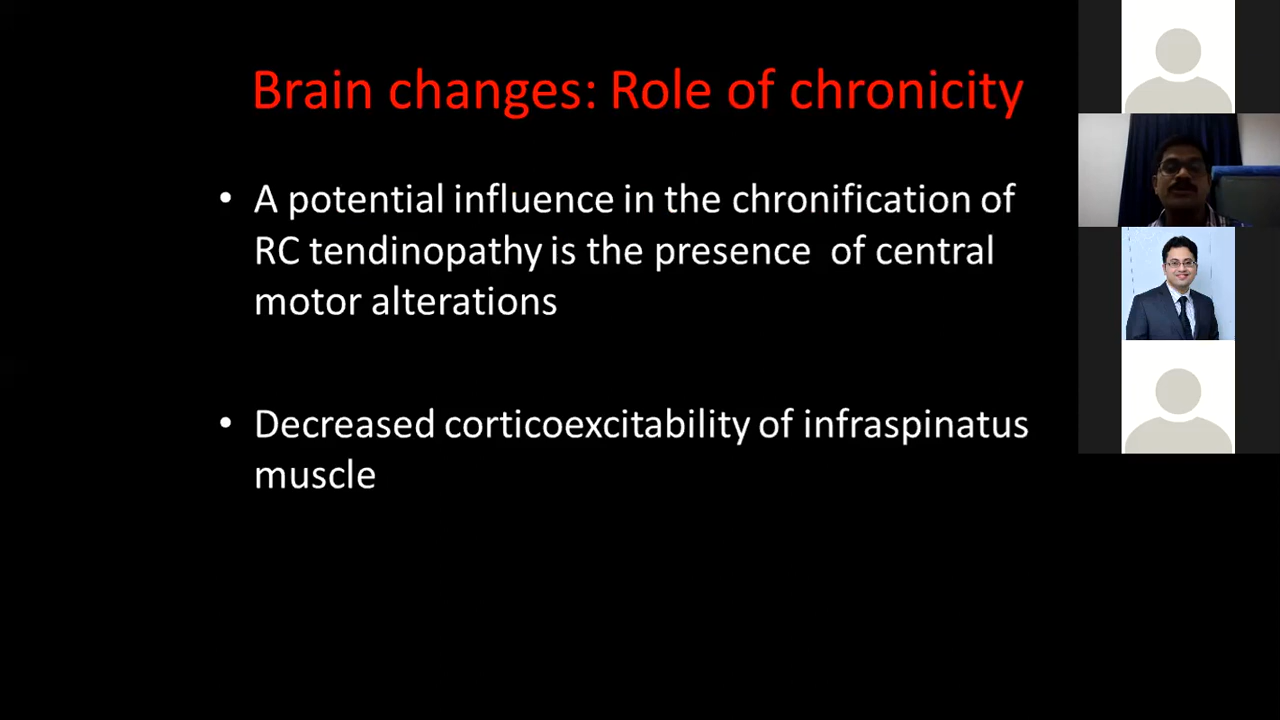 Brain changes: Role of chronicity
• A potential influence in the chronification of
RC tendinopathy is the presence of central
motor alterations
• Decreased corticoexcitability of infraspinatus
muscle